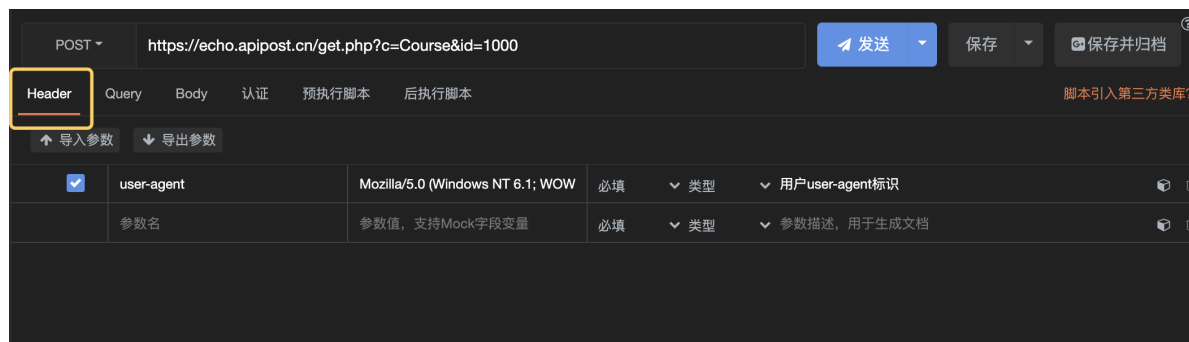 POST https://echo.apipost.cn/get.php?c=Course&id=1000 发送 保存 保存并归档
Header Query Body 认证 预执行脚本 后执行脚本 脚本引入第三方类库?
导入参数 导出参数
user-agent Mozilla/5.0 (Windows NT 6.1; WOW 必填 类型 用户user-agent标识
参数名 参数值，支持Mock字段变量 必填 类型 参数描述，用于生成文档